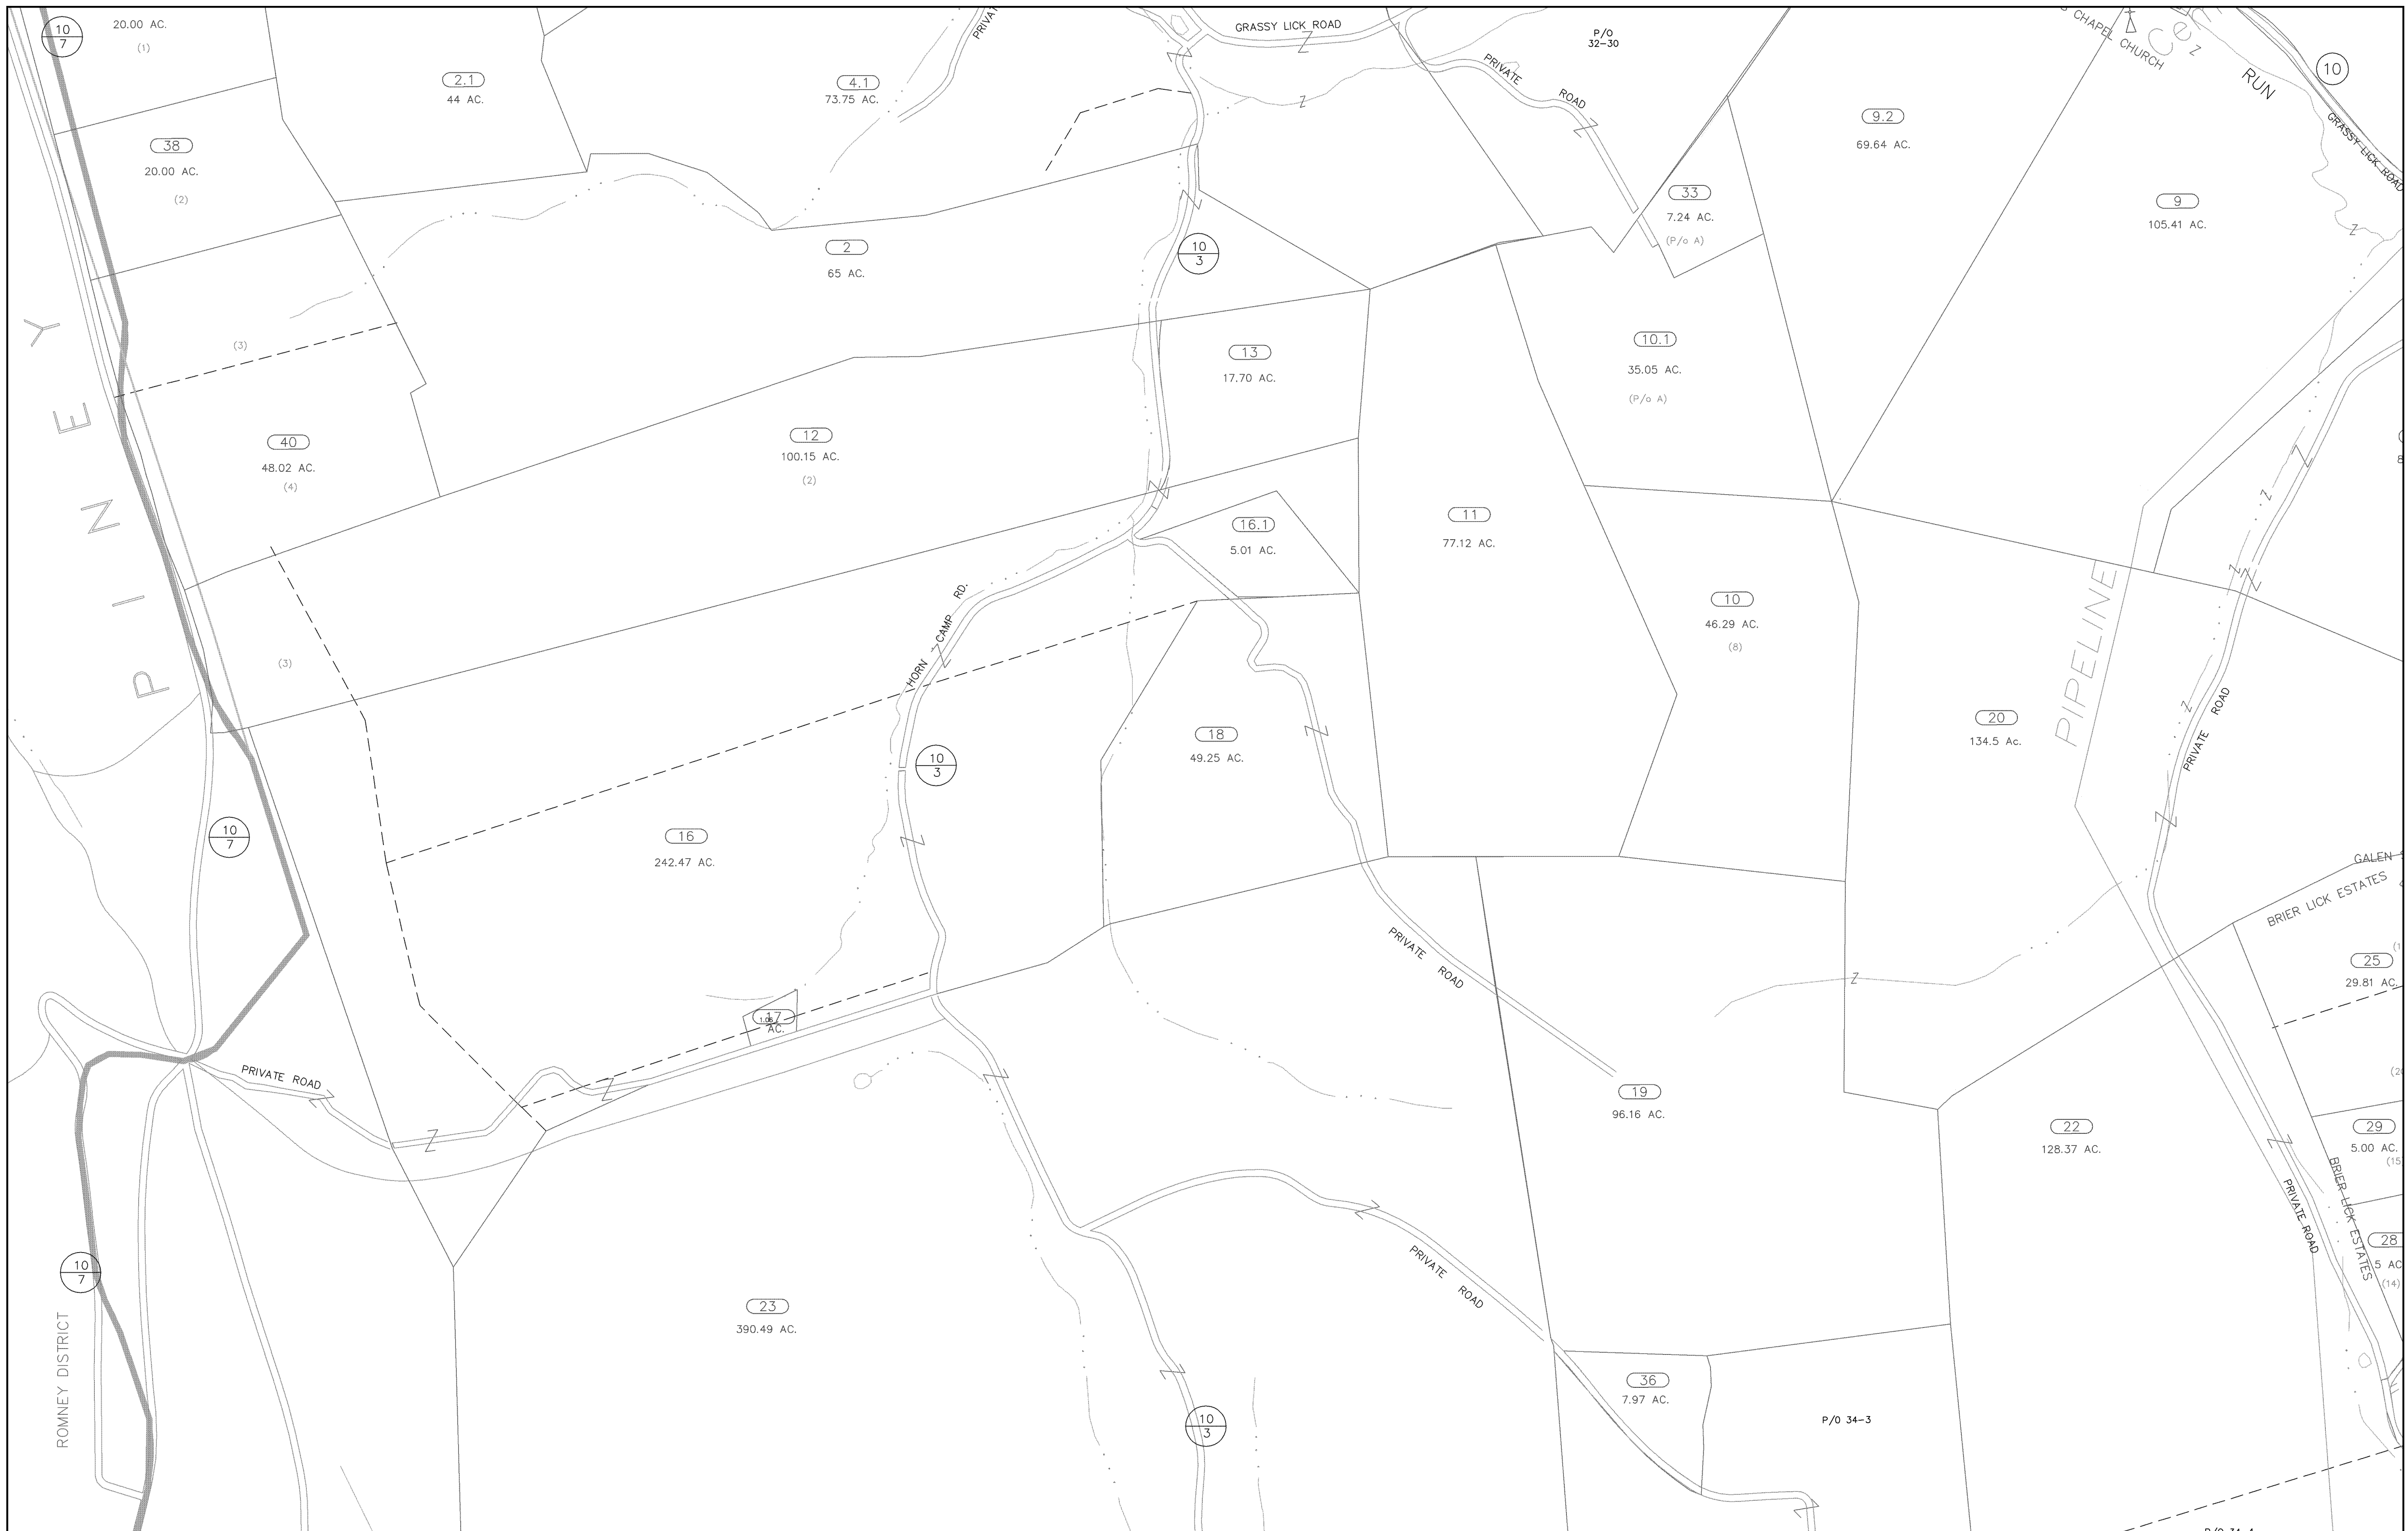 10
7
20.00 AC.
(1)
2.1
44 AC.
4.1
73.75 AC.
GRASSY LICK ROAD
P/O
32-30
PRIVATE ROAD
CHAPEL CHURCH
Cem
RUN
10
GRASSY LICK ROAD
38
20.00 AC.
(2)
9.2
69.64 AC.
33
7.24 AC.
(P/o A)
9
105.41 AC.
2
65 AC.
10
3
(3)
13
17.70 AC.
10.1
35.05 AC.
(P/o A)
PINEY
40
48.02 AC.
(4)
12
100.15 AC.
(2)
16.1
5.01 AC.
11
77.12 AC.
10
46.29 AC.
(8)
HORN CAMP RD.
(3)
PIPELINE
20
134.5 Ac.
PRIVATE ROAD
18
49.25 AC.
10
3
10
7
16
242.47 AC.
GALEN
BRIER LICK ESTATES
25
29.81 AC.
PRIVATE ROAD
17
AC.
PRIVATE ROAD
19
96.16 AC.
22
128.37 AC.
29
5.00 AC.
(15
BRIER LICK ESTATES
PRIVATE ROAD
28
5 AC
(14)
PRIVATE ROAD
10
7
ROMNEY DISTRICT
23
390.49 AC.
36
7.97 AC.
P/O 34-3
10
3